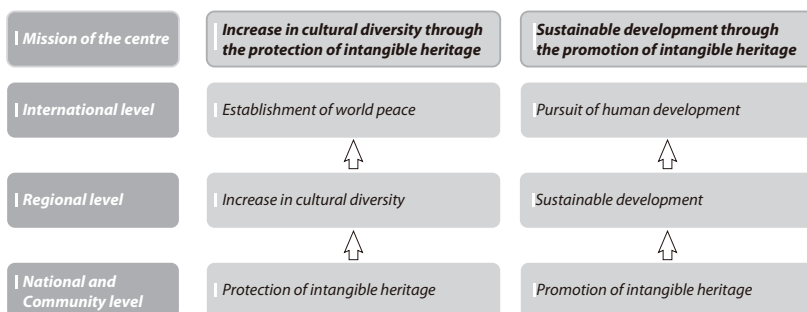 Mission of the centre
Increase in cultural diversity through
the protection of intangible heritage
Sustainable development through
the promotion of intangible heritage
International level
Establishment of world peace
Pursuit of human development
Regional level
Increase in cultural diversity
Sustainable development
National and
Community level
Protection of intangible heritage
Promotion of intangible heritage